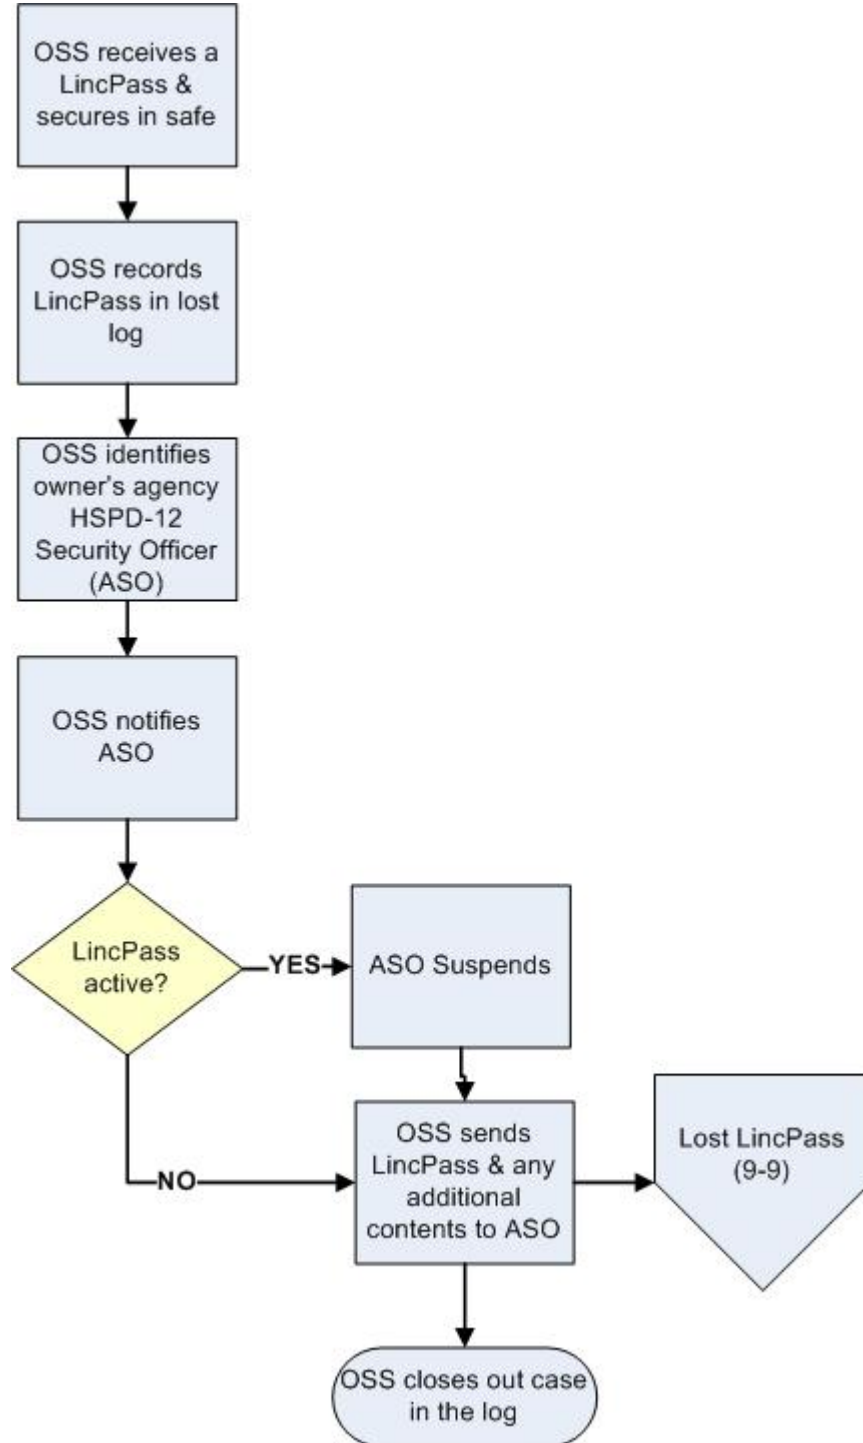 OSS receives a
LincPass &
secures in safe
OSS records
LincPass in lost
log
OSS identifies
owner's agency
HSPD-12
Security Officer
(ASO)
OSS notifies
ASO
LincPass
active?
YES
ASO Suspends
NO
OSS sends
LincPass & any
additional
contents to ASO
Lost LincPass
(9-9)
OSS closes out case
in the log